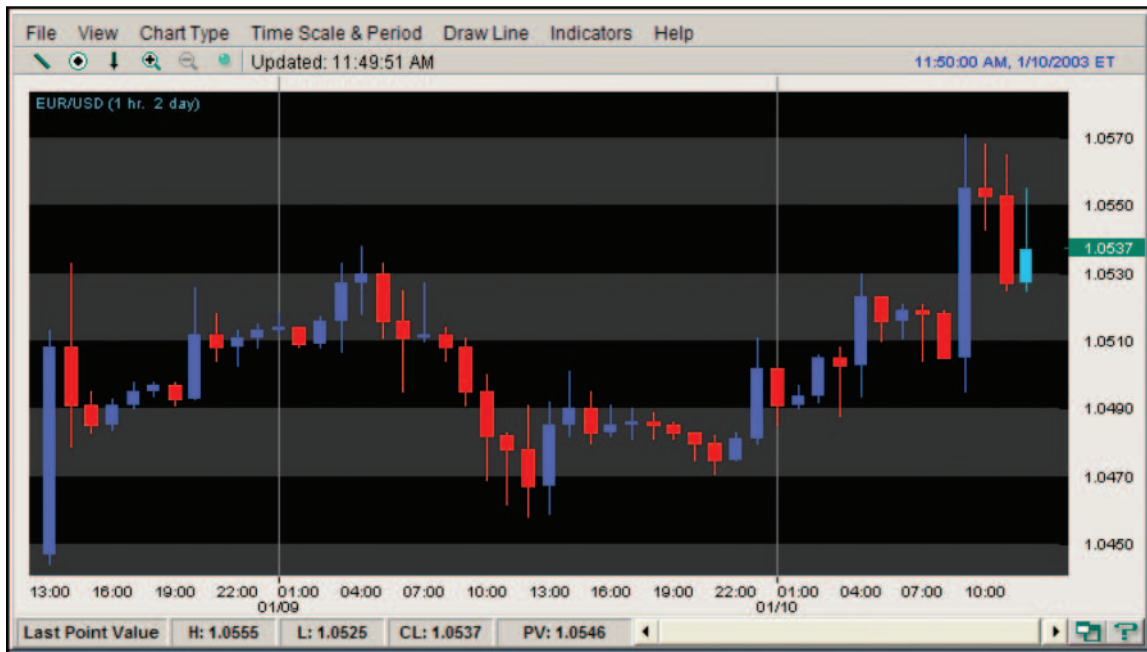 File View Chart Type Time Scale & Period Draw Line Indicators Help
Updated: 11:49:51 AM 11:50:00 AM, 1/10/2003 ET
EUR/USD (1 hr. 2 day)
1.0570
1.0550
1.0537
1.0530
1.0510
1.0490
1.0470
1.0450
13:00 16:00 19:00 22:00 01:00 04:00 07:00 10:00 13:00 16:00 19:00 22:00 01:00 04:00 07:00 10:00
01/09 01/10
Last Point Value H: 1.0555 L: 1.0525 CL: 1.0537 PV: 1.0546